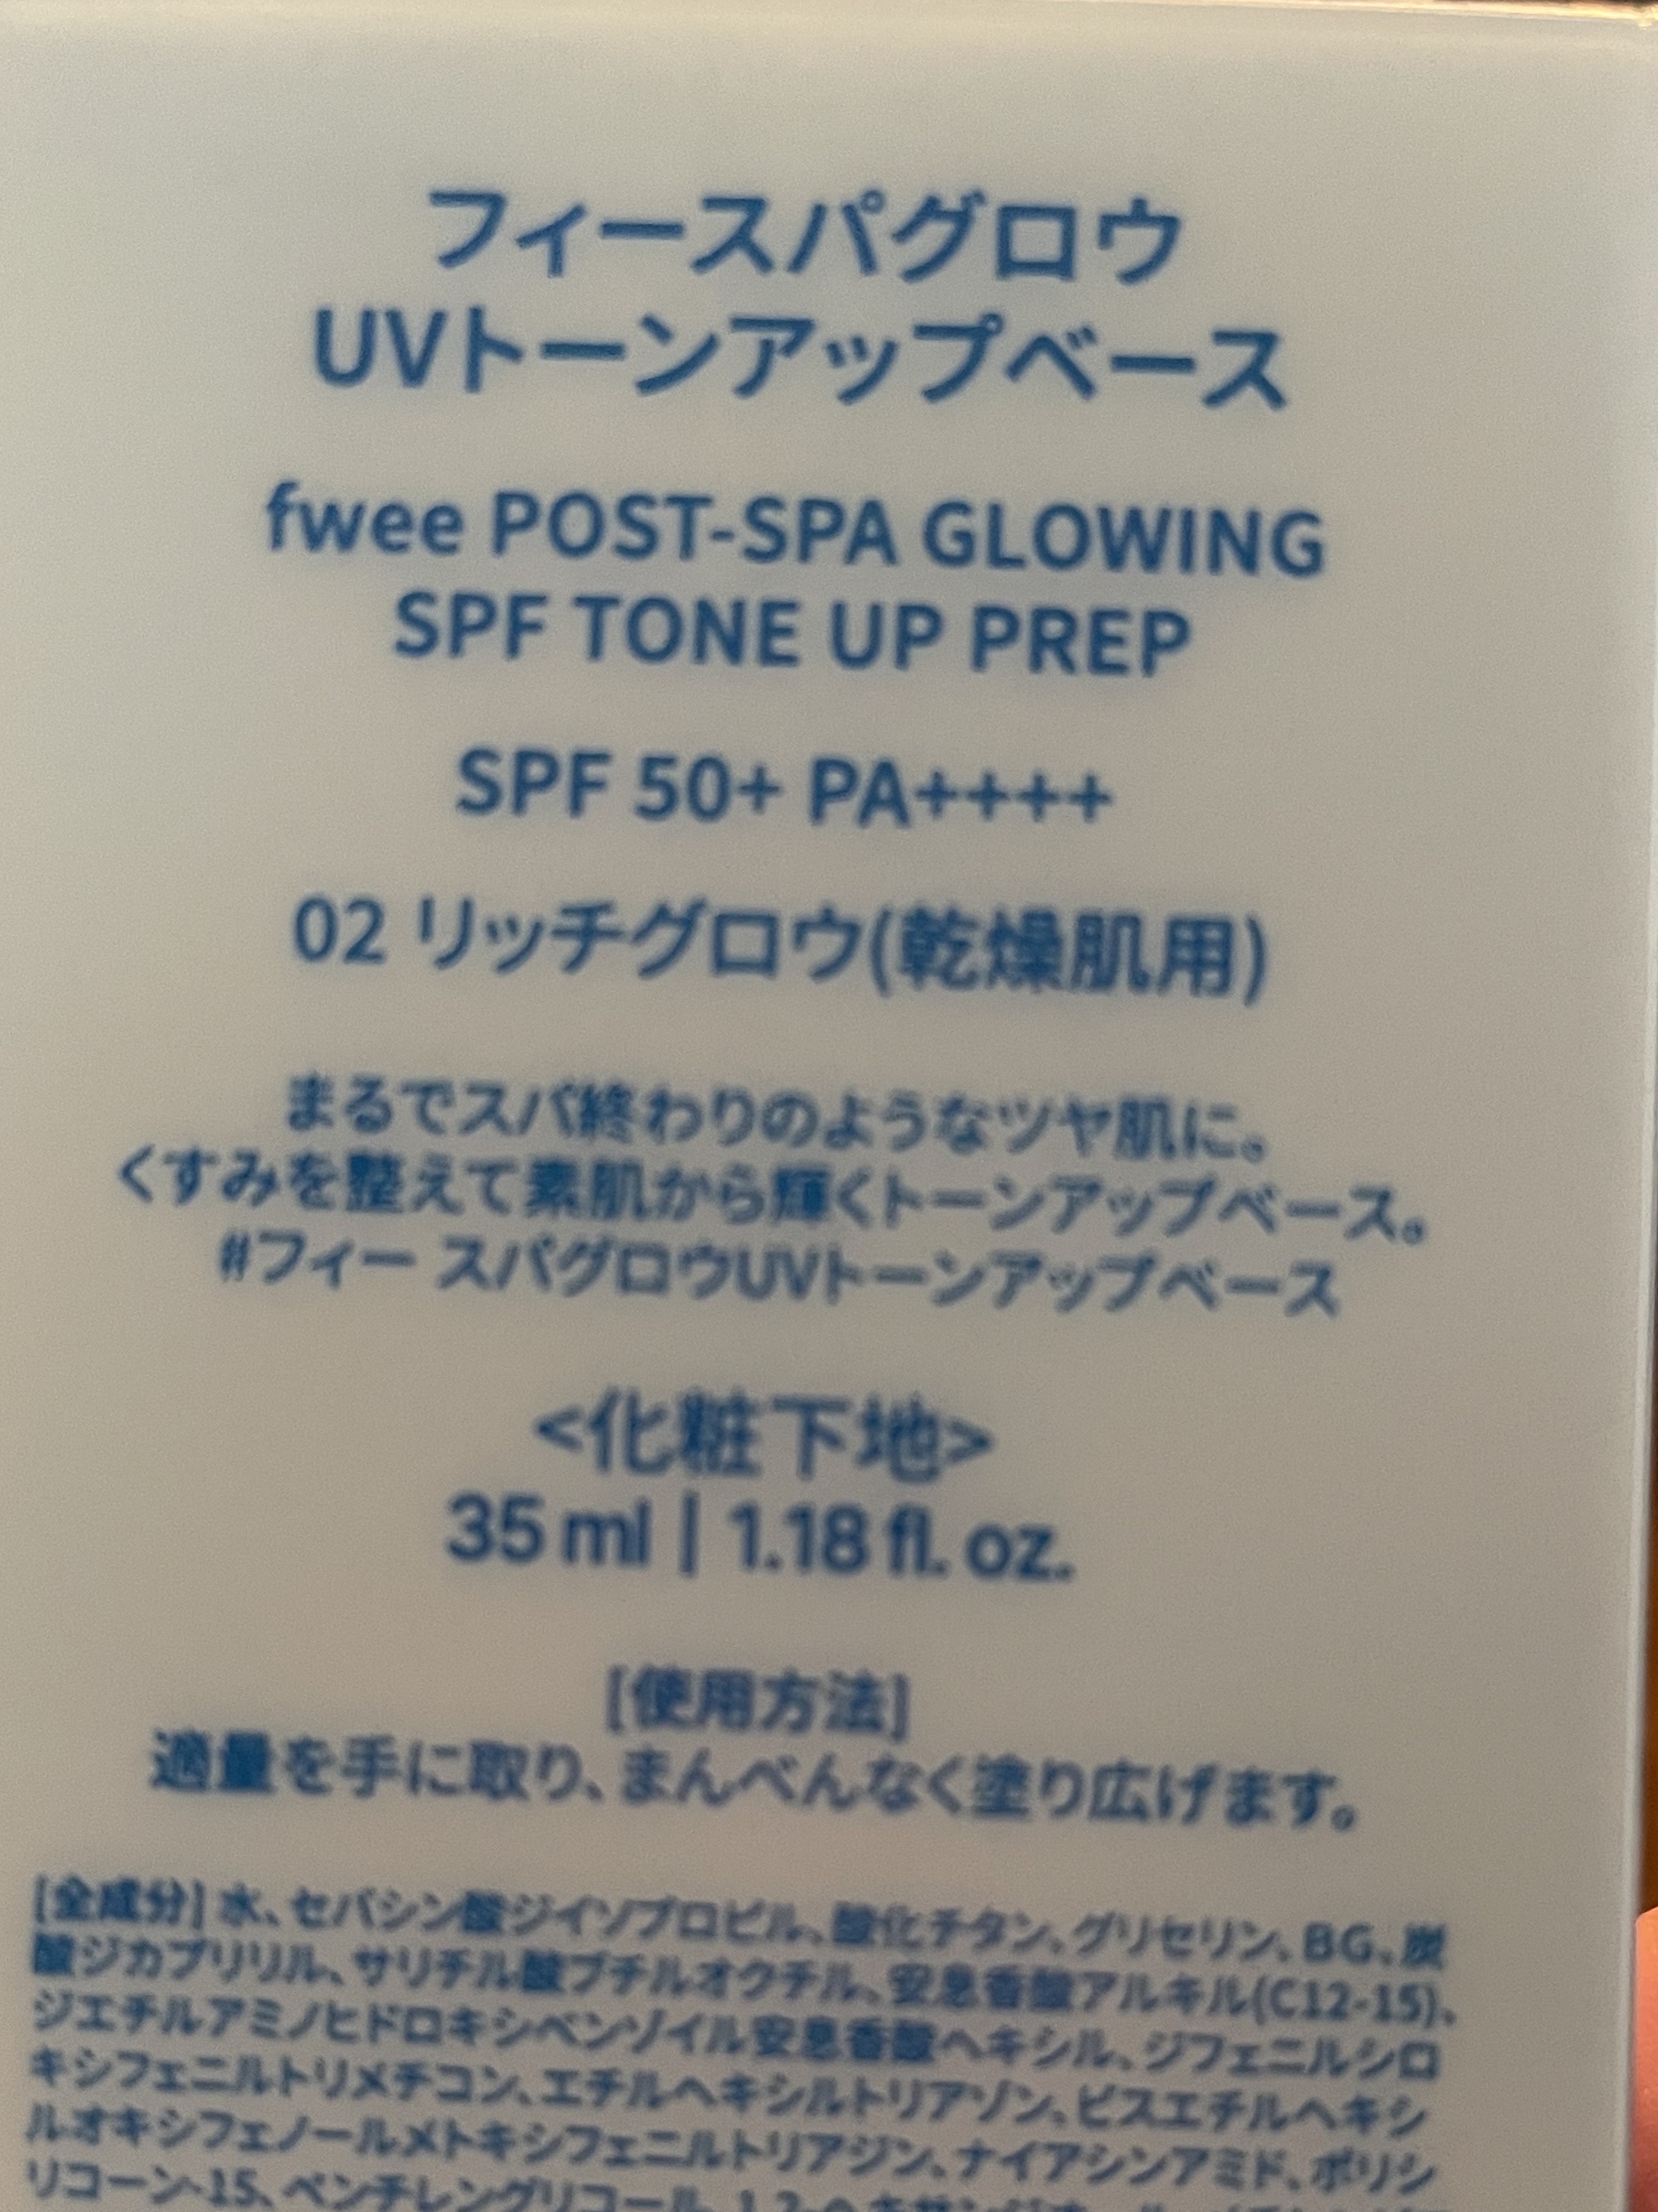 フィースパグロウ
UVトーンアップベース
fwee POST-SPA GLOWING
SPF TONE UP PREP
SPF 50+ PA++++
02 リッチグロウ(乾燥肌用)
まるでスパ終わりのようなツヤ肌に。
くすみを整えて素肌から輝くトーンアップベース。
#フィー スパグロウUVトーンアップベース
<化粧下地>
35 ml | 1.18 fl. oz.
[使用方法]
適量を手に取り、まんべんなく塗り広げます。
[全成分] 水、セバシン酸ジイソプロピル、酸化チタン、グリセリン、BG、炭
酸ジカプリリル、サリチル酸ブチルオクチル、安息香酸アルキル(C12-15)、
ジエチルアミノヒドロキシベンゾイル安息香酸ヘキシル、ジフェニルシロ
キシフェニルトリメチコン、エチルヘキシルトリアゾン、ビスエチルヘキシ
ルオキシフェノールメトキシフェニルトリアジン、ナイアシンアミド、ポリシ
リコーン-15、ペンチレングリコール、